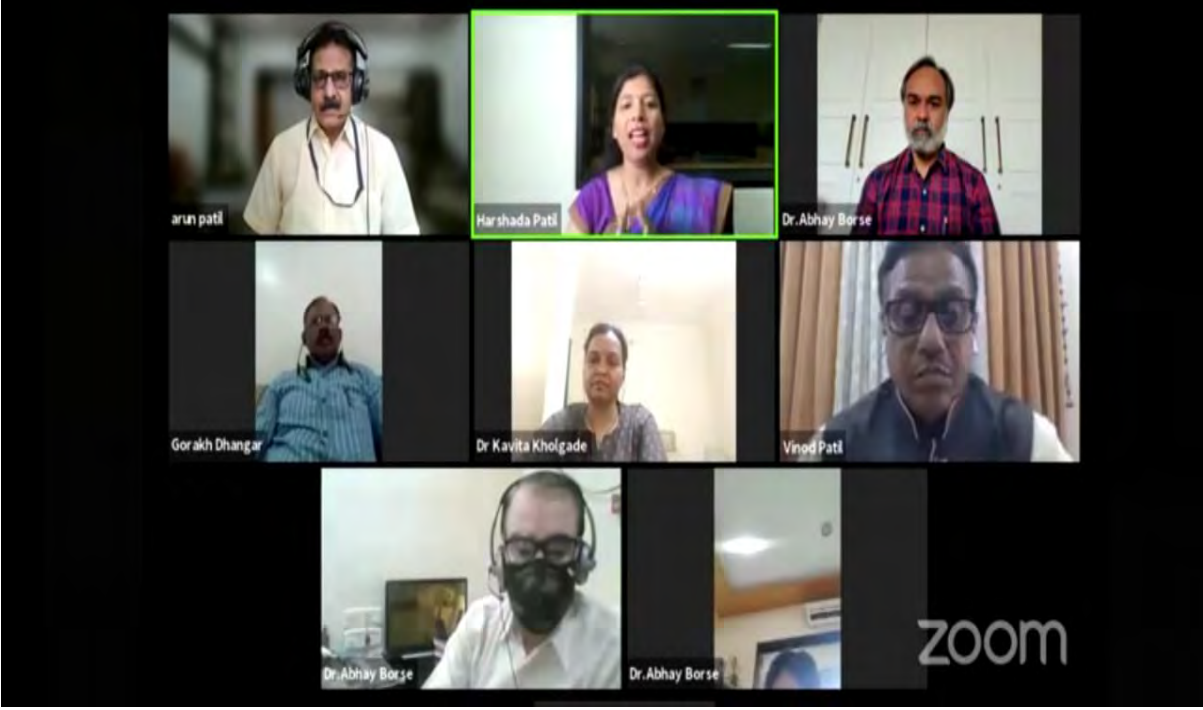 arun patil
Harshada Patil
Dr.Abhay Borse
Gorakh Dhangar
Dr Kavita Kholgade
Vinod Patil
Dr.Abhay Borse
Dr.Abhay Borse
zoom